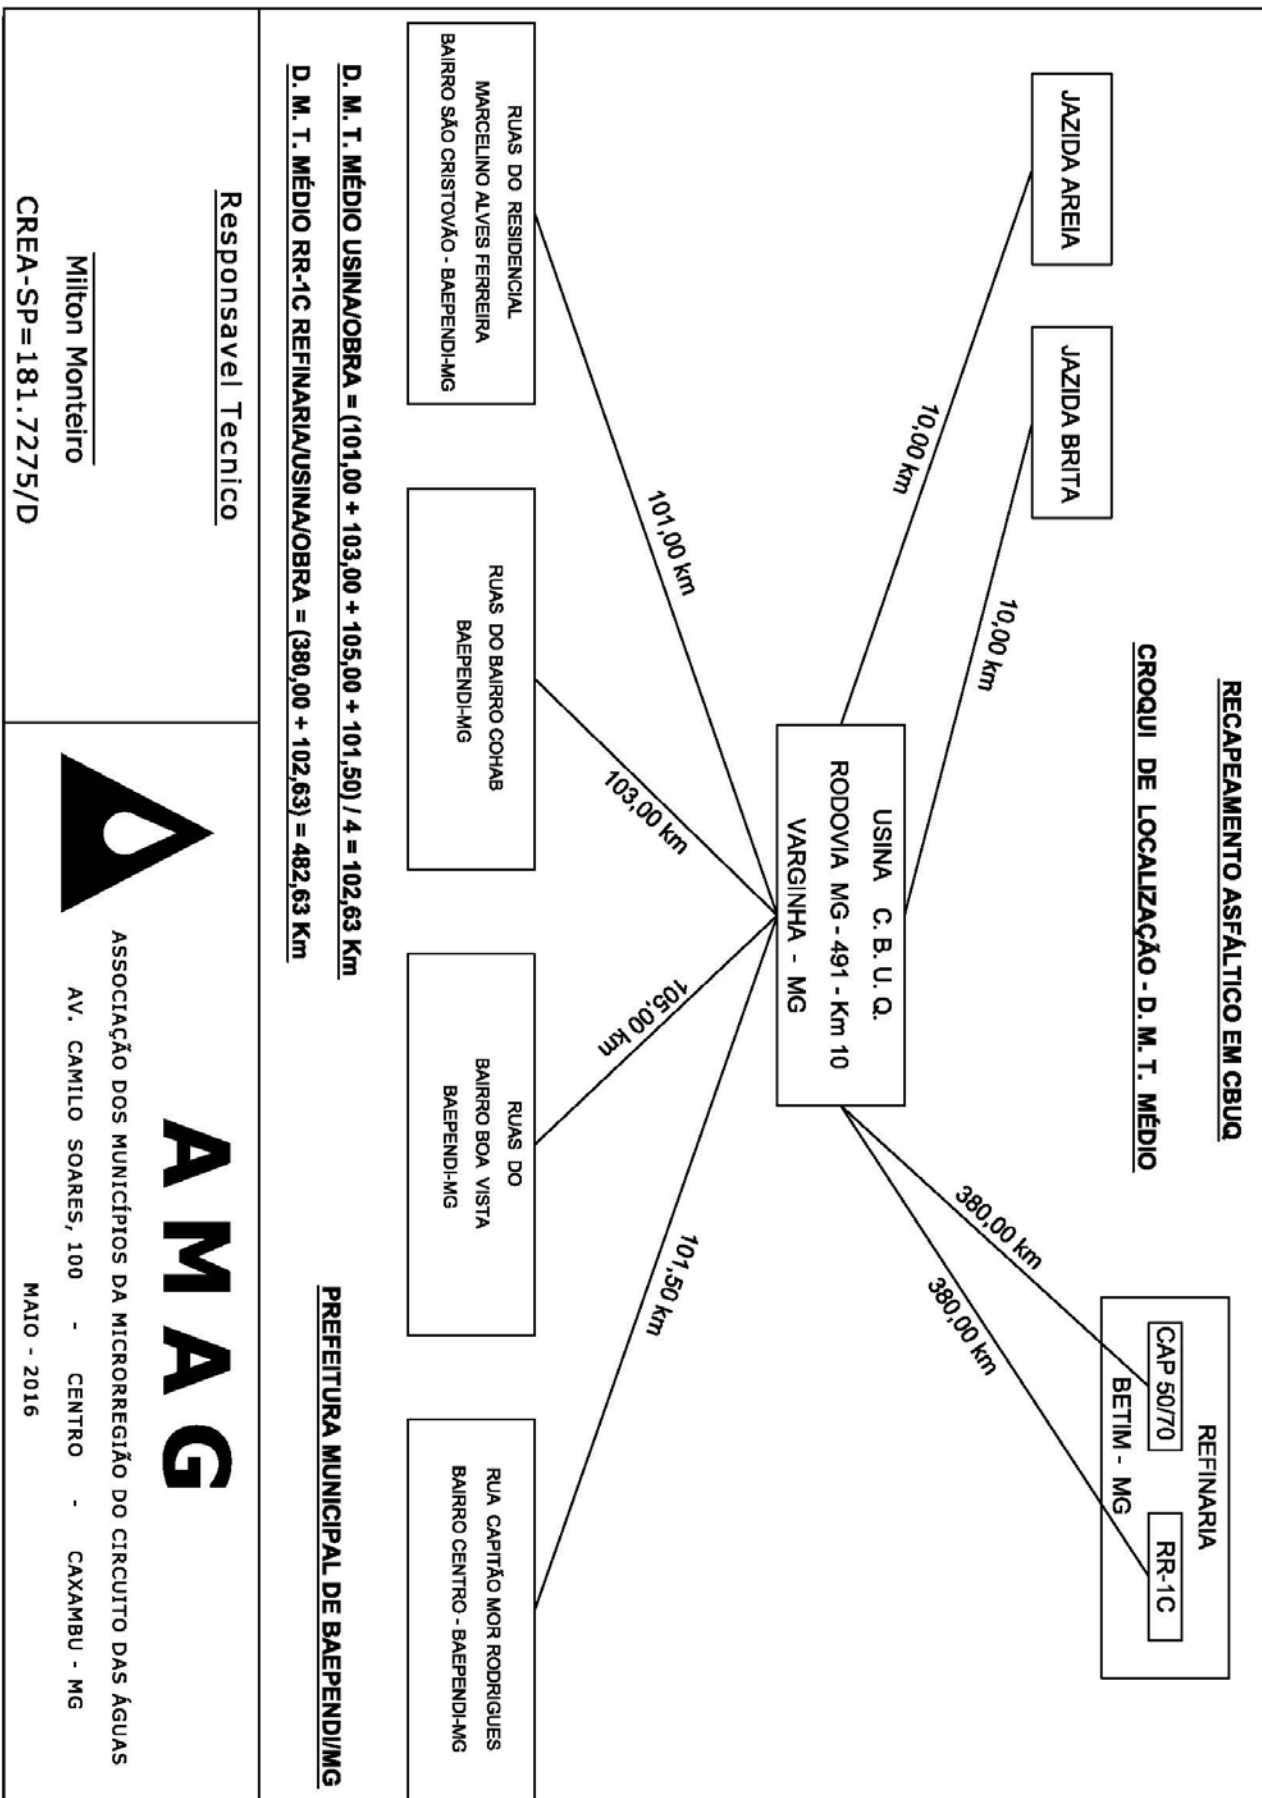 RECAPEAMENTO ASFÁLTICO EM CBUQ
CROQUI DE LOCALIZAÇÃO - D. M. T. MÉDIO
JAZIDA AREIA
JAZIDA BRITA
REFINARIA
CAP 50/70
RR-1C
BETIM - MG
10,00 km
10,00 km
380,00 km
380,00 km
USINA C. B. U. Q.
RODOVIA MG - 491 - Km 10
VARGINHA - MG
101,00 km
103,00 km
105,00 km
101,50 km
RUAS DO RESIDENCIAL
MARCELINO ALVES FERREIRA
BAIRRO SÃO CRISTOVÃO - BAEPENDI-MG
RUAS DO BAIRRO COHAB
BAEPENDI-MG
RUAS DO
BAIRRO BOA VISTA
BAEPENDI-MG
RUA CAPITÃO MOR RODRIGUES
BAIRRO CENTRO - BAEPENDI-MG
D. M. T. MÉDIO USINA/OBRA = (101,00 + 103,00 + 105,00 + 101,50) / 4 = 102,63 Km
D. M. T. MÉDIO RR-1C REFINARIA/USINA/OBRA = (380,00 + 102,63) = 482,63 Km
PREFEITURA MUNICIPAL DE BAEPENDI/MG
Responsavel Tecnico
Milton Monteiro
CREA-SP=181.7275/D
AMAG
ASSOCIAÇÃO DOS MUNICÍPIOS DA MICRORREGIÃO DO CIRCUITO DAS ÁGUAS
AV. CAMILO SOARES, 100 - CENTRO - CAXAMBU - MG
MAIO - 2016